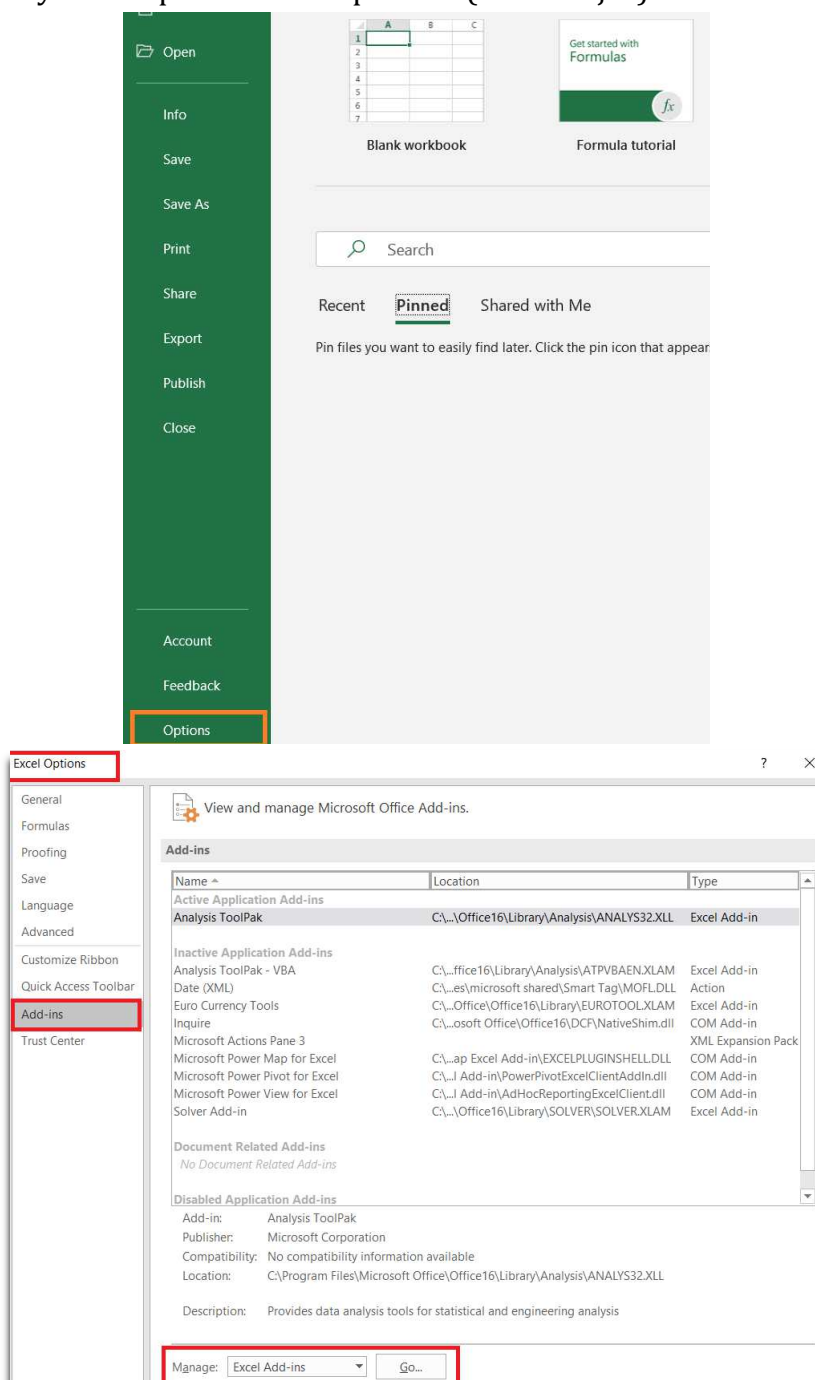 Open
Info
Save
Save As
Print
Share
Export
Publish
Close
Account
Feedback
Options
A B C
1
2
3
4
5
6
7
Blank workbook
Get started with
Formulas
fx
Formula tutorial
Search
Recent Pinned Shared with Me
Pin files you want to easily find later. Click the pin icon that appear
Excel Options ?
General
Formulas
Proofing
Save
Language
Advanced
Customize Ribbon
Quick Access Toolbar
Add-ins
Trust Center
View and manage Microsoft Office Add-ins.
Add-ins
Name Location Type
Active Application Add-ins
Analysis ToolPak C:\...\Office16\Library\Analysis\ANALYS32.XLL Excel Add-in
Inactive Application Add-ins
Analysis ToolPak - VBA C:\...ffice16\Library\Analysis\ATPVBAEN.XLAM Excel Add-in
Date (XML) C:\...es\microsoft shared\Smart Tag\MOFL.DLL Action
Euro Currency Tools C:\...Office\Office16\Library\EUROTOOL.XLAM Excel Add-in
Inquire C:\...osoft Office\Office16\DCF\NativeShim.dll COM Add-in
Microsoft Actions Pane 3 XML Expansion Pack
Microsoft Power Map for Excel C:\...ap Excel Add-in\EXCELPLUGINSHELL.DLL COM Add-in
Microsoft Power Pivot for Excel C:\...l Add-in\PowerPivotExcelClientAddIn.dll COM Add-in
Microsoft Power View for Excel C:\...l Add-in\AdHocReportingExcelClient.dll COM Add-in
Solver Add-in C:\...\Office16\Library\SOLVER\SOLVER.XLAM Excel Add-in
Document Related Add-ins
No Document Related Add-ins
Disabled Application Add-ins
Add-in: Analysis ToolPak
Publisher: Microsoft Corporation
Compatibility: No compatibility information available
Location: C:\Program Files\Microsoft Office\Office16\Library\Analysis\ANALYS32.XLL
Description: Provides data analysis tools for statistical and engineering analysis
Manage: Excel Add-ins Go...